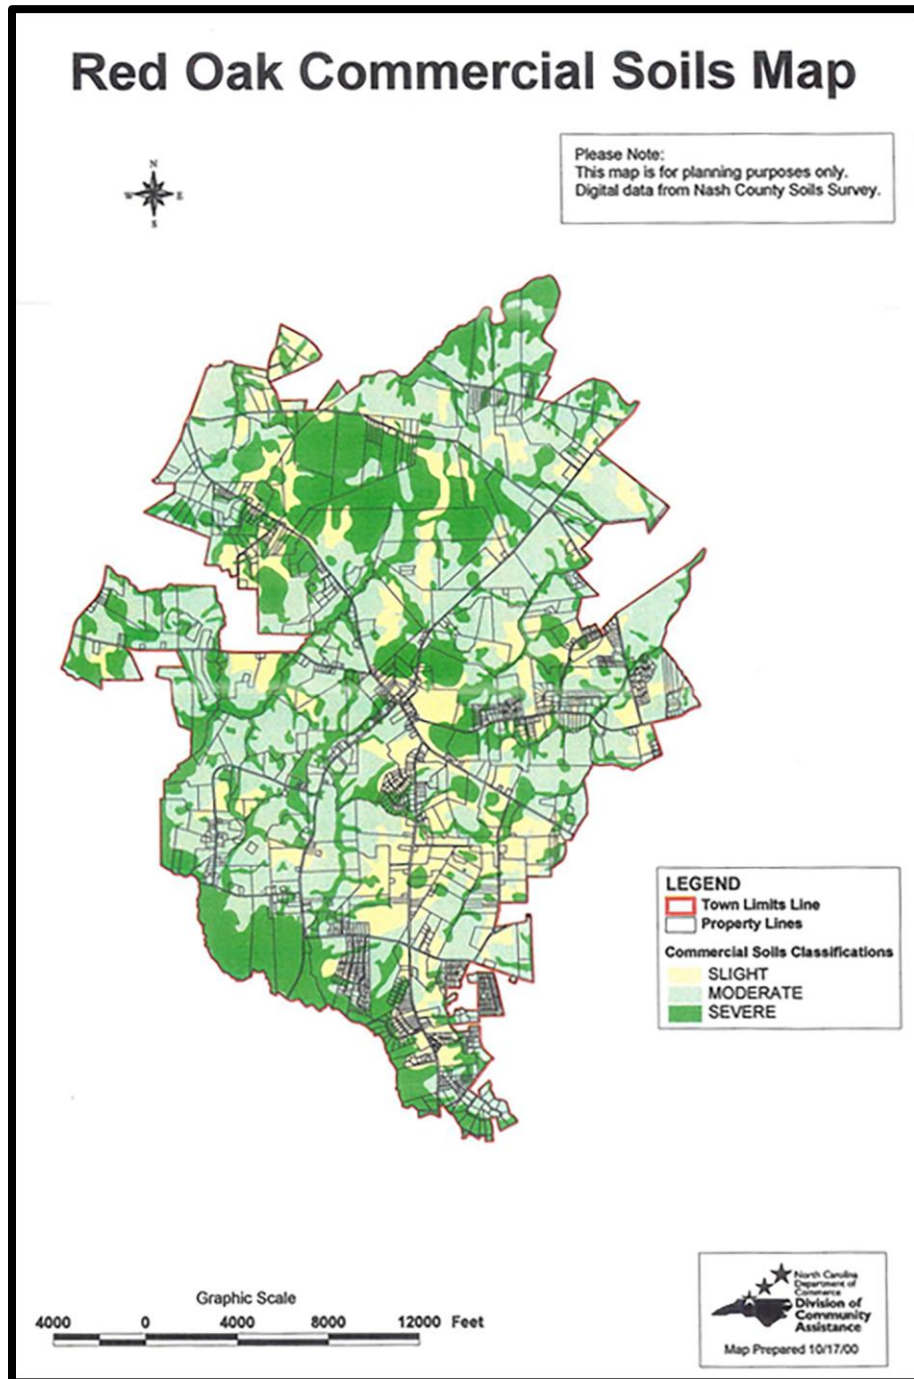 Red Oak Commercial Soils Map
N
W E
S
Please Note:
This map is for planning purposes only.
Digital data from Nash County Soils Survey.
LEGEND
Town Limits Line
Property Lines
Commercial Soils Classifications
SLIGHT
MODERATE
SEVERE
Graphic Scale
4000 0 4000 8000 12000 Feet
North Carolina
Department of
Commerce
Division of
Community
Assistance
Map Prepared 10/17/00